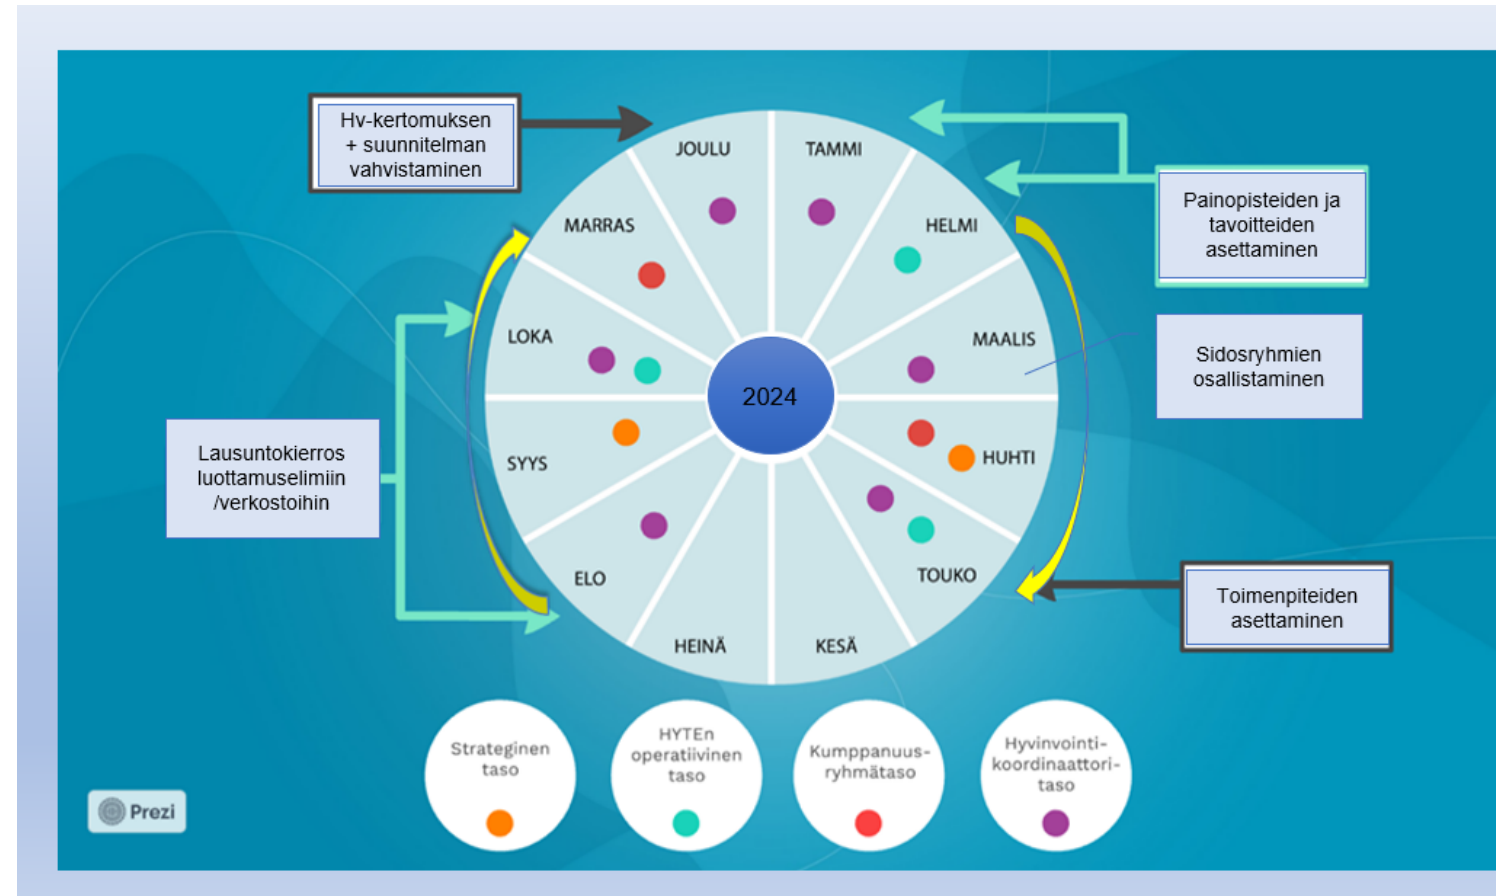 Hv-kertomuksen
+ suunnitelman
vahvistaminen
JOULU
TAMMI
MARRAS
HELMI
Painopisteiden ja
tavoitteiden
asettaminen
LOKA
MAALIS
Sidosryhmien
osallistaminen
2024
Lausuntokierros
luottamuselimiin
/verkostoihin
SYYS
HUHTI
ELO
TOUKO
Toimenpiteiden
asettaminen
HEINÄ
KESÄ
Strateginen
taso
HYTEn
operatiivinen
taso
Kumppanuus-
ryhmätaso
Hyvinvointi-
koordinaattori-
taso
Prezi